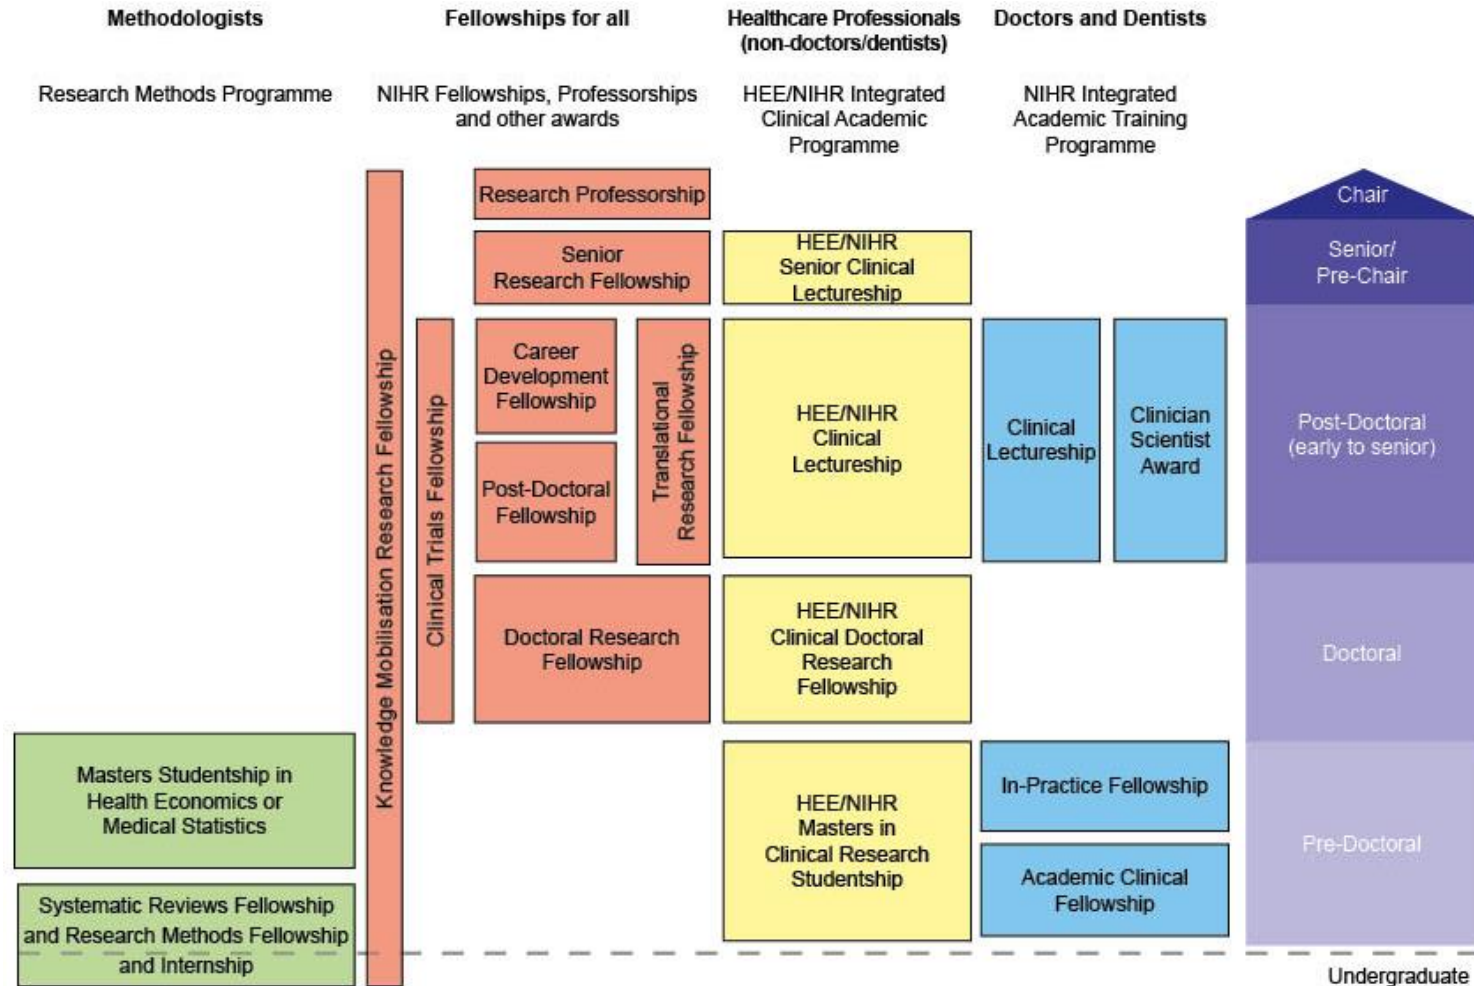 Methodologists
Fellowships for all
Healthcare Professionals
(non-doctors/dentists)
Doctors and Dentists
Research Methods Programme
NIHR Fellowships, Professorships
and other awards
HEE/NIHR Integrated
Clinical Academic
Programme
NIHR Integrated
Academic Training
Programme
Knowledge Mobilisation Research Fellowship
Research Professorship
Chair
Senior
Research Fellowship
HEE/NIHR
Senior Clinical
Lectureship
Senior/
Pre-Chair
Clinical Trials Fellowship
Career
Development
Fellowship
Post-Doctoral
Fellowship
Translational
Research Fellowship
HEE/NIHR
Clinical
Lectureship
Clinical
Lectureship
Clinician
Scientist
Award
Post-Doctoral
(early to senior)
Doctoral Research
Fellowship
HEE/NIHR
Clinical Doctoral
Research
Fellowship
Doctoral
Masters Studentship in
Health Economics or
Medical Statistics
HEE/NIHR
Masters in
Clinical Research
Studentship
In-Practice Fellowship
Academic Clinical
Fellowship
Pre-Doctoral
Systematic Reviews Fellowship
and Research Methods Fellowship
and Internship
Undergraduate